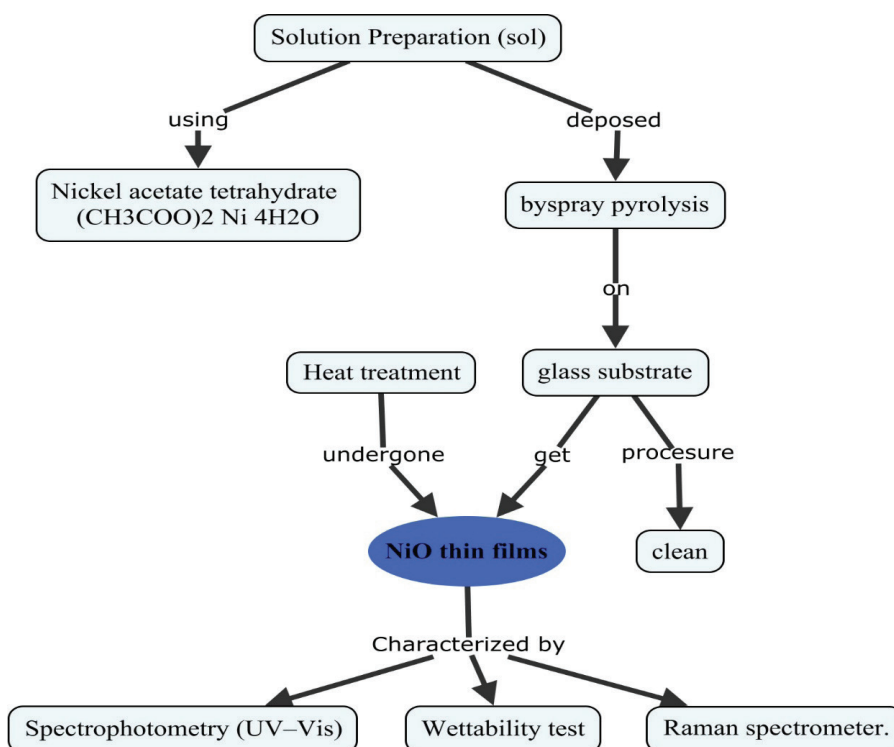 Solution Preparation (sol)
using
deposed
Nickel acetate tetrahydrate
(CH3COO)2 Ni 4H2O
byspray pyrolysis
on
Heat treatment
glass substrate
undergone
get
procesure
NiO thin films
clean
Characterized by
Spectrophotometry (UV–Vis)
Wettability test
Raman spectrometer.